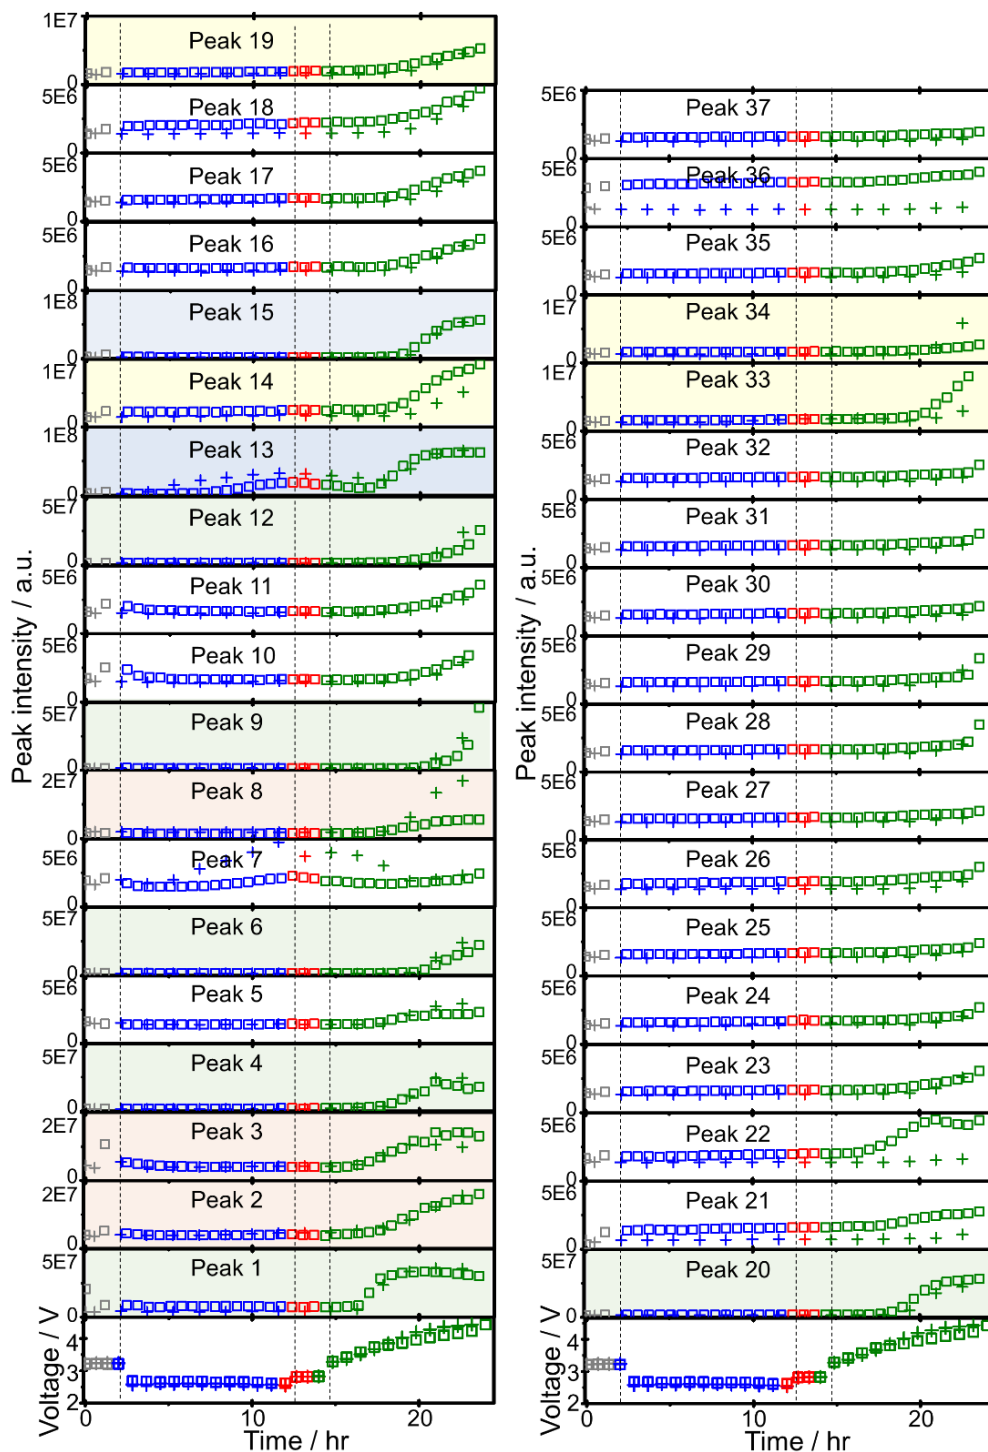 1E7
Peak 19
0
5E6
Peak 18
0
5E6
Peak 17
0
5E6
Peak 16
0
1E8
Peak 15
0
1E7
Peak 14
0
1E8
Peak 13
0
5E7
Peak 12
0
5E6
Peak 11
0
5E6
Peak 10
0
5E7
Peak 9
0
2E7
Peak 8
0
5E6
Peak 7
0
5E7
Peak 6
0
5E6
Peak 5
0
5E7
Peak 4
0
2E7
Peak 3
0
2E7
Peak 2
0
5E7
Peak 1
0
4
3
2
0 10 20
Time / hr
Peak intensity / a.u.
Voltage / V
5E6
Peak 37
0
5E6
Peak 36
0
5E6
Peak 35
0
1E7
Peak 34
0
1E7
Peak 33
0
5E6
Peak 32
0
5E6
Peak 31
0
5E6
Peak 30
0
5E6
Peak 29
0
5E6
Peak 28
0
5E6
Peak 27
0
5E6
Peak 26
0
5E6
Peak 25
0
5E6
Peak 24
0
5E6
Peak 23
0
5E6
Peak 22
0
5E6
Peak 21
0
5E7
Peak 20
0
4
3
2
0 10 20
Time / hr
Peak intensity / a.u.
Voltage / V